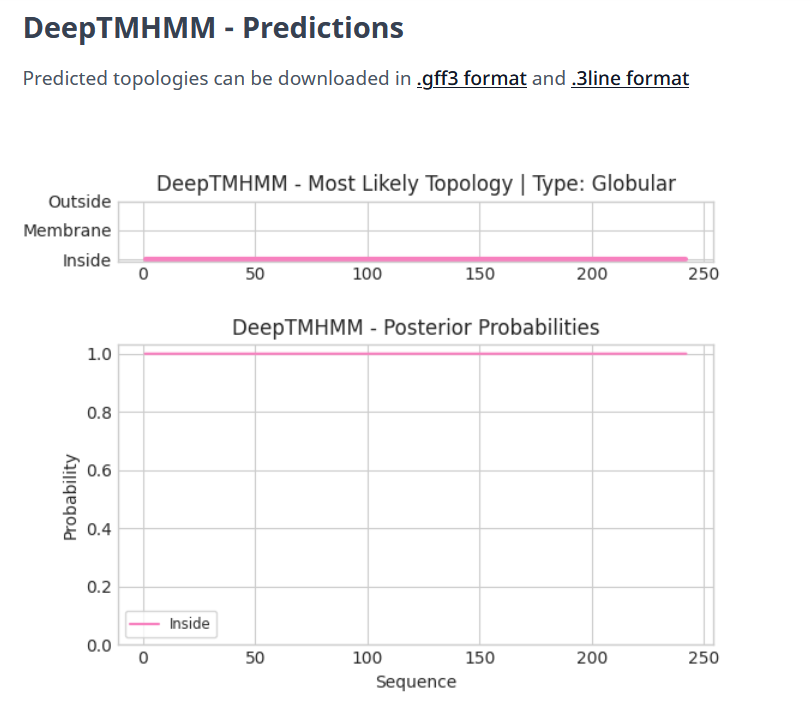 DeepTMHMM - Predictions
Predicted topologies can be downloaded in .gff3 format and .3line format
DeepTMHMM - Most Likely Topology | Type: Globular
Outside
Membrane
Inside
0 50 100 150 200 250
DeepTMHMM - Posterior Probabilities
1.0
0.8
0.6
0.4
0.2
0.0
Probability
Inside
0 50 100 150 200 250
Sequence